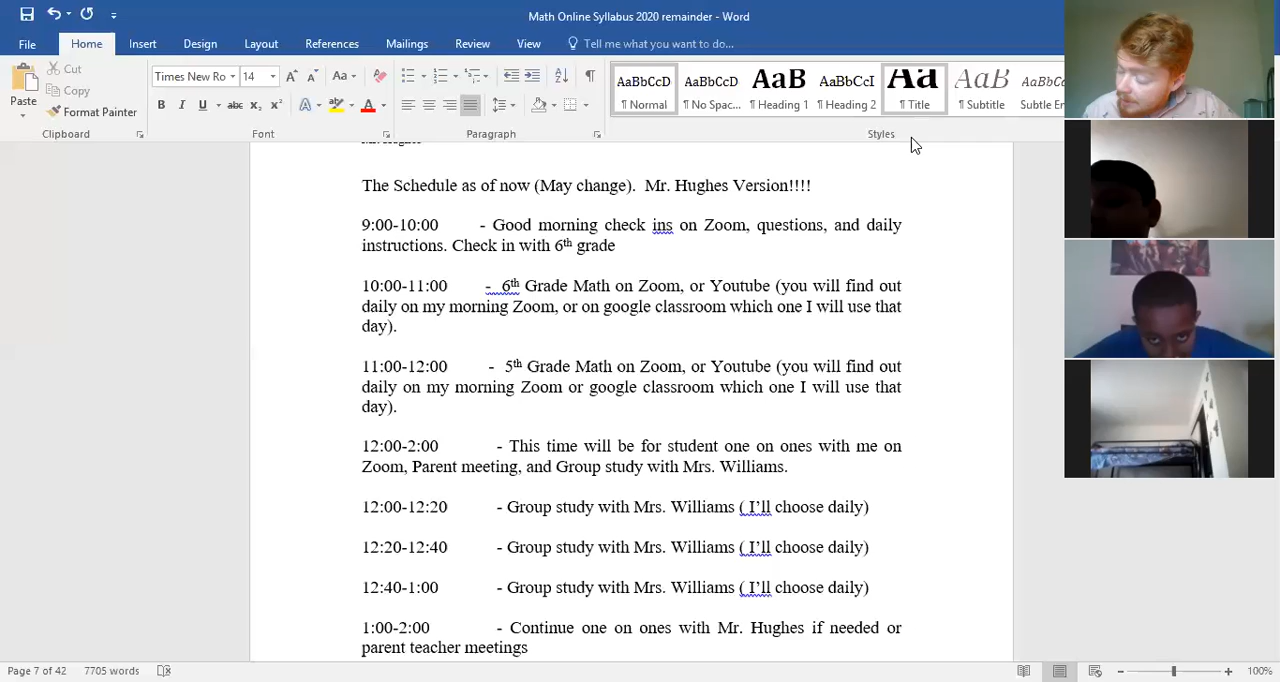 Math Online Syllabus 2020 remainder - Word
File Home Insert Design Layout References Mailings Review View Tell me what you want to do...
Paste
Cut
Copy
Format Painter
Times New Ro 14
Aa
B I U abc x₂ x² A A
AaBbCcD AaBbCcD AaB AaBbCcI Aa AaB AaBbCc
¶ Normal ¶ No Spac... ¶ Heading 1 ¶ Heading 2 ¶ Title ¶ Subtitle Subtle Em
Clipboard Font Paragraph Styles
The Schedule as of now (May change). Mr. Hughes Version!!!!
9:00-10:00 - Good morning check ins on Zoom, questions, and daily
instructions. Check in with 6th grade
10:00-11:00 - 6th Grade Math on Zoom, or Youtube (you will find out
daily on my morning Zoom, or on google classroom which one I will use that
day).
11:00-12:00 - 5th Grade Math on Zoom, or Youtube (you will find out
daily on my morning Zoom or google classroom which one I will use that
day).
12:00-2:00 - This time will be for student one on ones with me on
Zoom, Parent meeting, and Group study with Mrs. Williams.
12:00-12:20 - Group study with Mrs. Williams ( I'll choose daily)
12:20-12:40 - Group study with Mrs. Williams ( I'll choose daily)
12:40-1:00 - Group study with Mrs. Williams ( I'll choose daily)
1:00-2:00 - Continue one on ones with Mr. Hughes if needed or
parent teacher meetings
Page 7 of 42 7705 words 100%